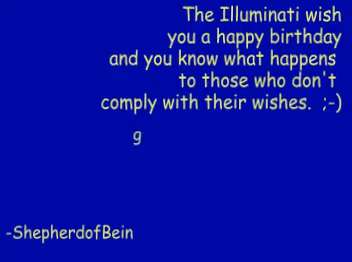 The Illuminati wish
you a happy birthday
and you know what happens
to those who don't
comply with their wishes.  ;-)
g
-ShepherdofBein